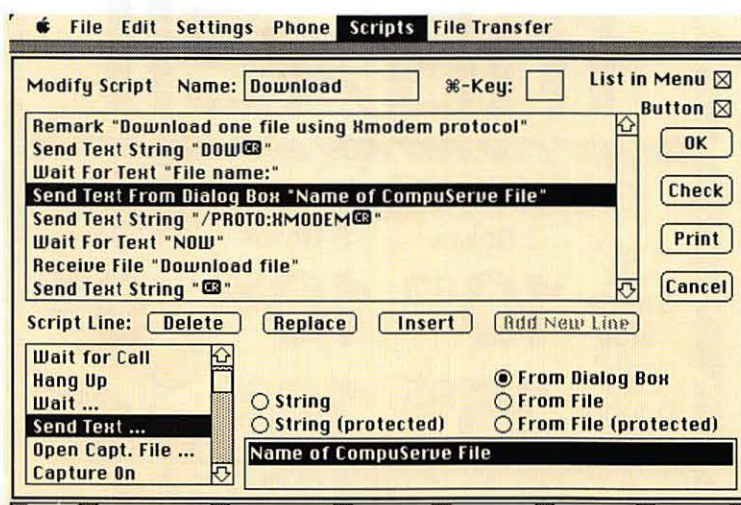 File Edit Settings Phone Scripts File Transfer
Modify Script Name: Download ⌘-Key: List in Menu
Button
Remark "Download one file using Xmodem protocol"
Send Text String "DOW CR "
Wait For Text "File name:"
Send Text From Dialog Box "Name of CompuServe File"
Send Text String "/PROTO:XMODEM CR "
Wait For Text "NOW"
Receive File "Download file"
Send Text String " CR "
OK
Check
Print
Cancel
Script Line: Delete Replace Insert Add New Line
Wait for Call
Hang Up
Wait ...
Send Text ...
Open Capt. File ...
Capture On
String
String (protected)
From Dialog Box
From File
From File (protected)
Name of CompuServe File